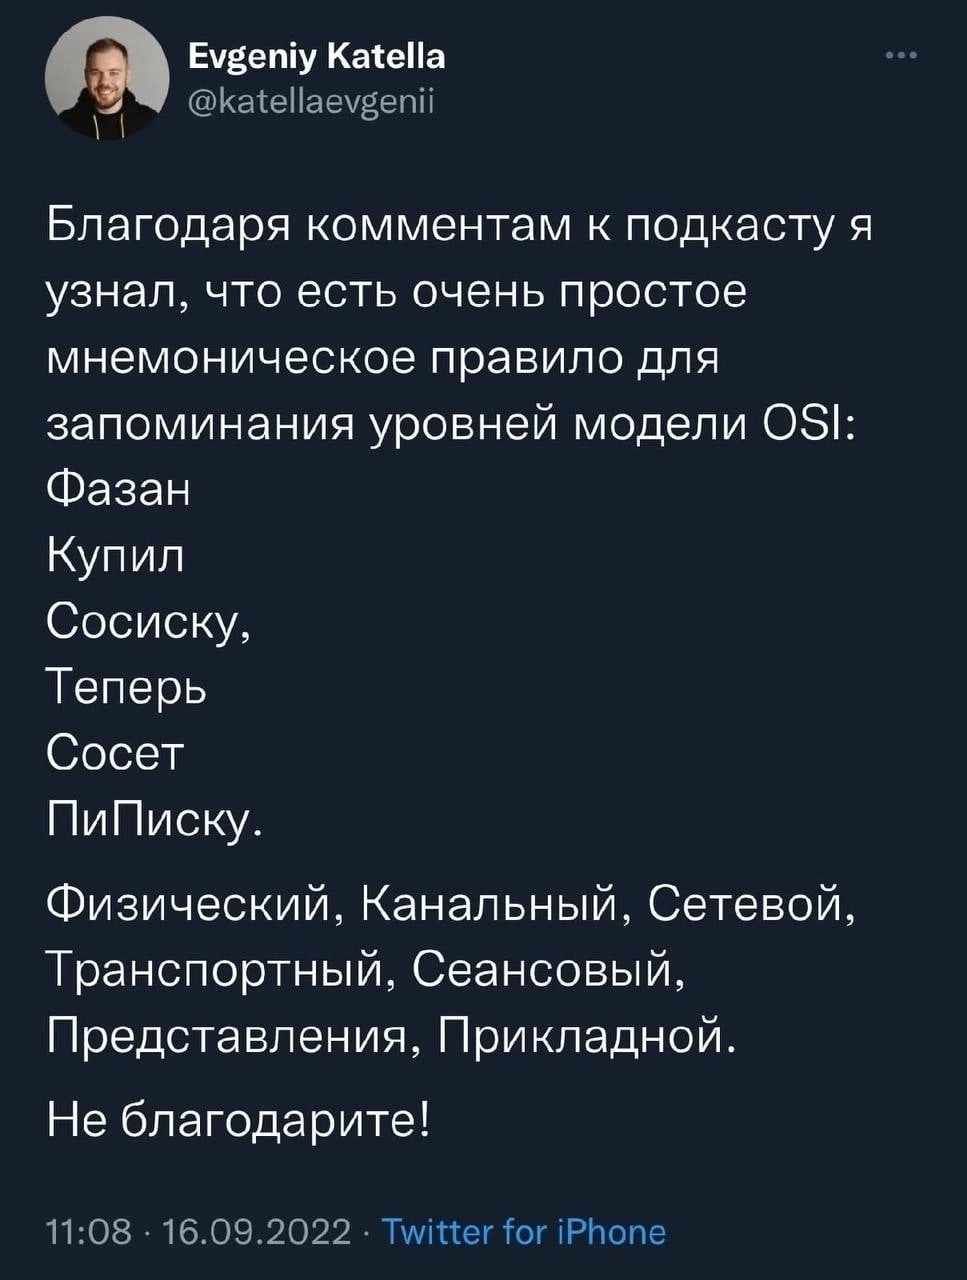 Evgeniy Katella
@katellaevgenii
Благодаря комментам к подкасту я
узнал, что есть очень простое
мнемоническое правило для
запоминания уровней модели OSI:
Фазан
Купил
Сосиску,
Теперь
Сосет
ПиПиску.
Физический, Канальный, Сетевой,
Транспортный, Сеансовый,
Представления, Прикладной.
Не благодарите!
11:08 · 16.09.2022 · Twitter for iPhone